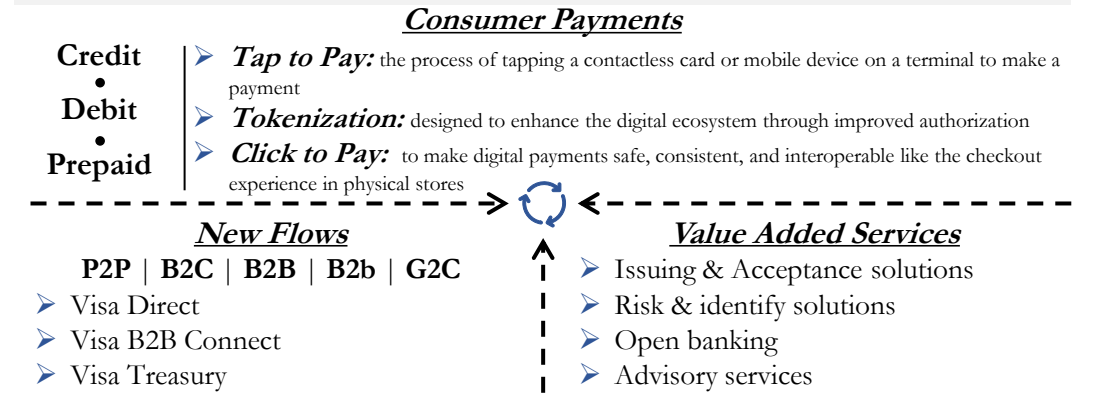 Consumer Payments
Credit
•
Debit
•
Prepaid
➢ Tap to Pay: the process of tapping a contactless card or mobile device on a terminal to make a
payment
➢ Tokenization: designed to enhance the digital ecosystem through improved authorization
➢ Click to Pay: to make digital payments safe, consistent, and interoperable like the checkout
experience in physical stores
New Flows
P2P | B2C | B2B | B2b | G2C
➢ Visa Direct
➢ Visa B2B Connect
➢ Visa Treasury
Value Added Services
➢ Issuing & Acceptance solutions
➢ Risk & identify solutions
➢ Open banking
➢ Advisory services